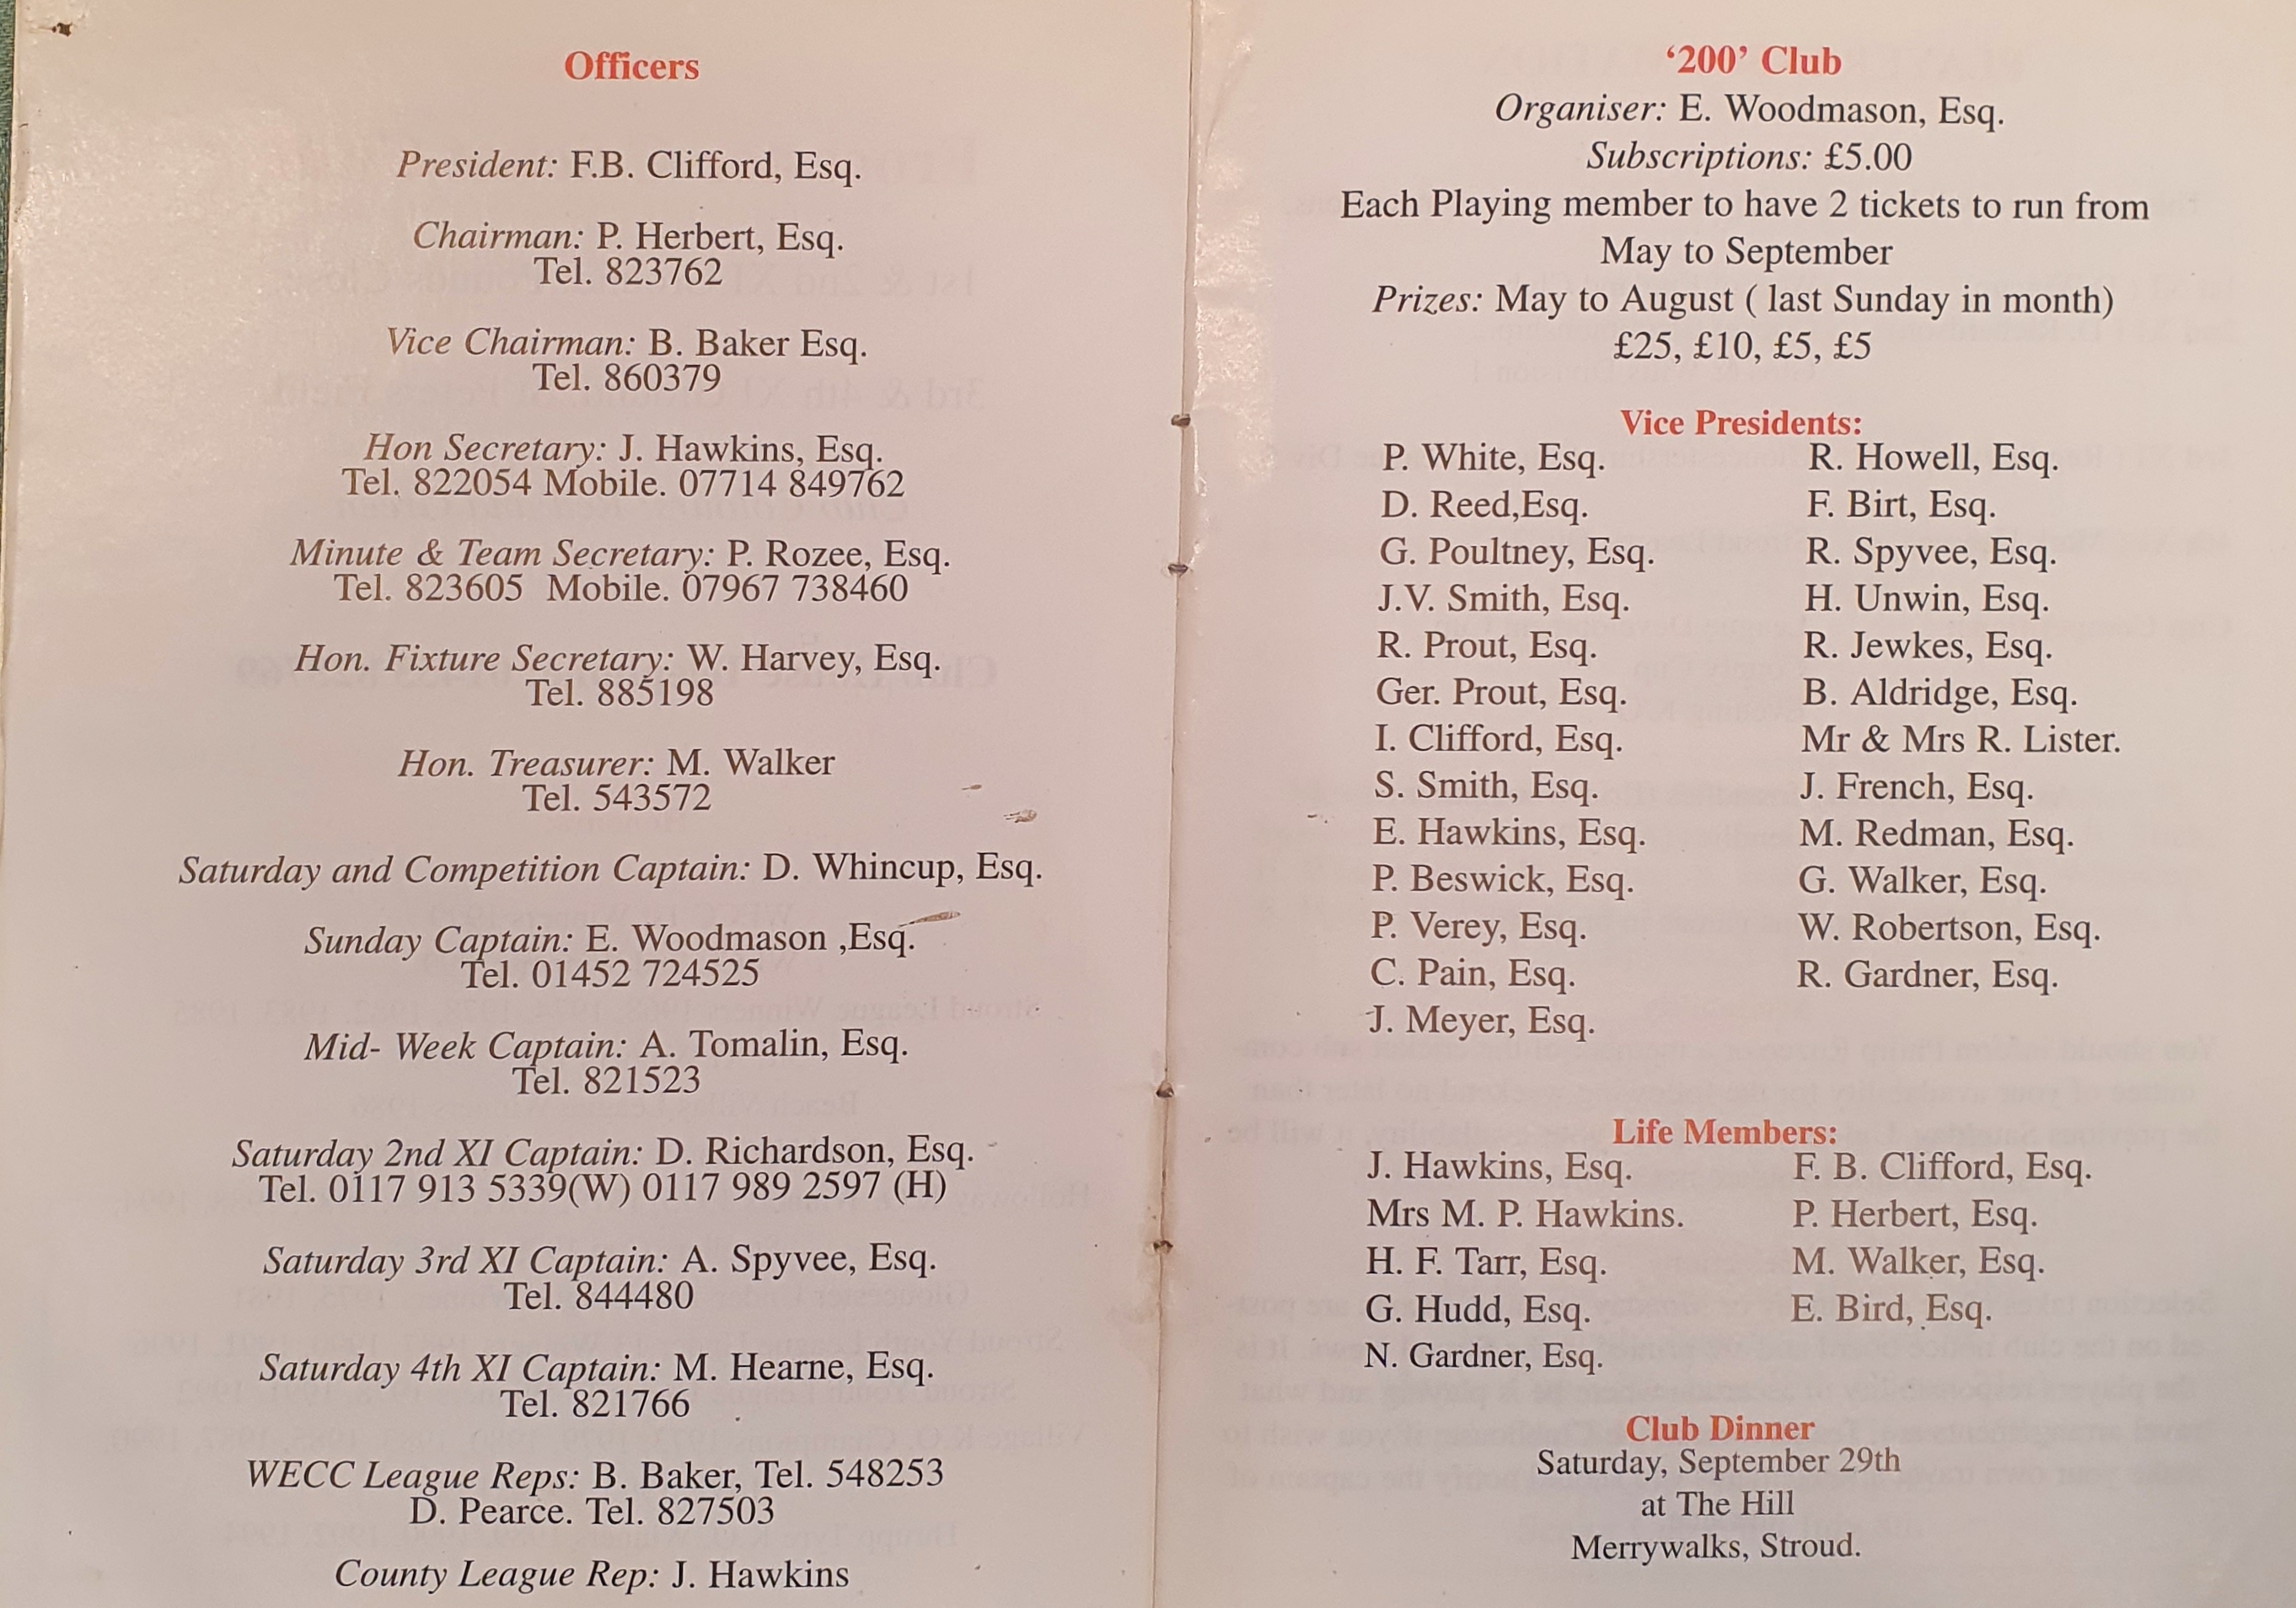 Officers
President: F.B. Clifford, Esq.
Chairman: P. Herbert, Esq.
Tel. 823762
Vice Chairman: B. Baker Esq.
Tel. 860379
Hon Secretary: J. Hawkins, Esq.
Tel. 822054 Mobile. 07714 849762
Minute & Team Secretary: P. Rozee, Esq.
Tel. 823605 Mobile. 07967 738460
Hon. Fixture Secretary: W. Harvey, Esq.
Tel. 885198
Hon. Treasurer: M. Walker
Tel. 543572
Saturday and Competition Captain: D. Whincup, Esq.
Sunday Captain: E. Woodmason ,Esq.
Tel. 01452 724525
Mid- Week Captain: A. Tomalin, Esq.
Tel. 821523
Saturday 2nd XI Captain: D. Richardson, Esq.
Tel. 0117 913 5339(W) 0117 989 2597 (H)
Saturday 3rd XI Captain: A. Spyvee, Esq.
Tel. 844480
Saturday 4th XI Captain: M. Hearne, Esq.
Tel. 821766
WECC League Reps: B. Baker, Tel. 548253
D. Pearce. Tel. 827503
County League Rep: J. Hawkins
‘200’ Club
Organiser: E. Woodmason, Esq.
Subscriptions: £5.00
Each Playing member to have 2 tickets to run from
May to September
Prizes: May to August ( last Sunday in month)
£25, £10, £5, £5
Vice Presidents:
P. White, Esq. R. Howell, Esq.
D. Reed,Esq. F. Birt, Esq.
G. Poultney, Esq. R. Spyvee, Esq.
J.V. Smith, Esq. H. Unwin, Esq.
R. Prout, Esq. R. Jewkes, Esq.
Ger. Prout, Esq. B. Aldridge, Esq.
I. Clifford, Esq. Mr & Mrs R. Lister.
S. Smith, Esq. J. French, Esq.
E. Hawkins, Esq. M. Redman, Esq.
P. Beswick, Esq. G. Walker, Esq.
P. Verey, Esq. W. Robertson, Esq.
C. Pain, Esq. R. Gardner, Esq.
J. Meyer, Esq.
Life Members:
J. Hawkins, Esq. F. B. Clifford, Esq.
Mrs M. P. Hawkins. P. Herbert, Esq.
H. F. Tarr, Esq. M. Walker, Esq.
G. Hudd, Esq. E. Bird, Esq.
N. Gardner, Esq.
Club Dinner
Saturday, September 29th
at The Hill
Merrywalks, Stroud.